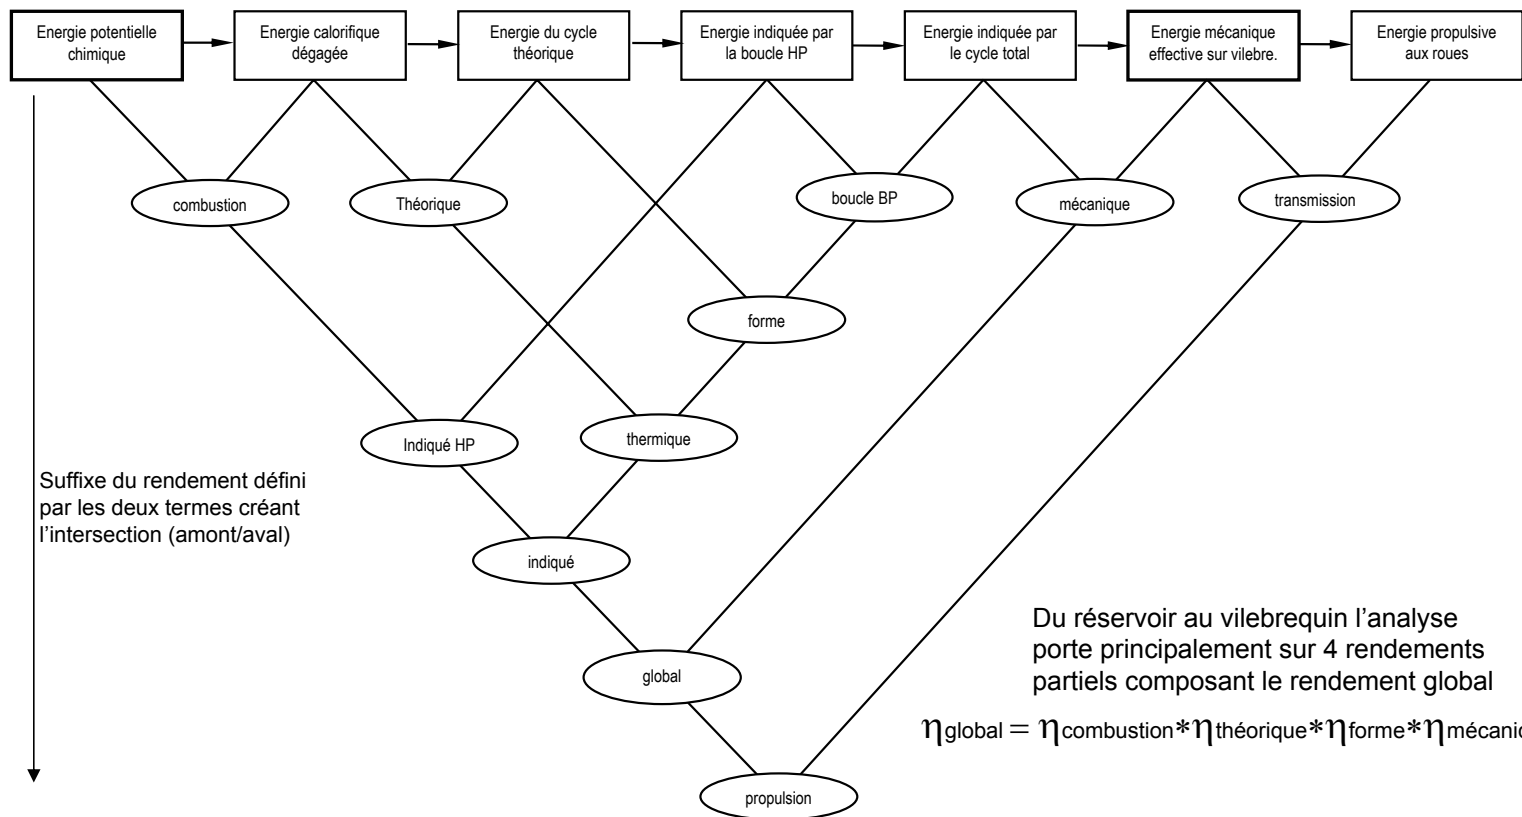 Energie potentielle
chimique
Energie calorifique
dégagée
Energie du cycle
théorique
Energie indiquée par
la boucle HP
Energie indiquée par
le cycle total
Energie mécanique
effective sur vilebre.
Energie propulsive
aux roues
combustion
Théorique
boucle BP
mécanique
transmission
forme
Indiqué HP
thermique
Suffixe du rendement défini
par les deux termes créant
l’intersection (amont/aval)
indiqué
global
Du réservoir au vilebrequin l’analyse
porte principalement sur 4 rendements
partiels composant le rendement global
ηglobal = ηcombustion*ηthéorique*ηforme*ηmécanic
propulsion